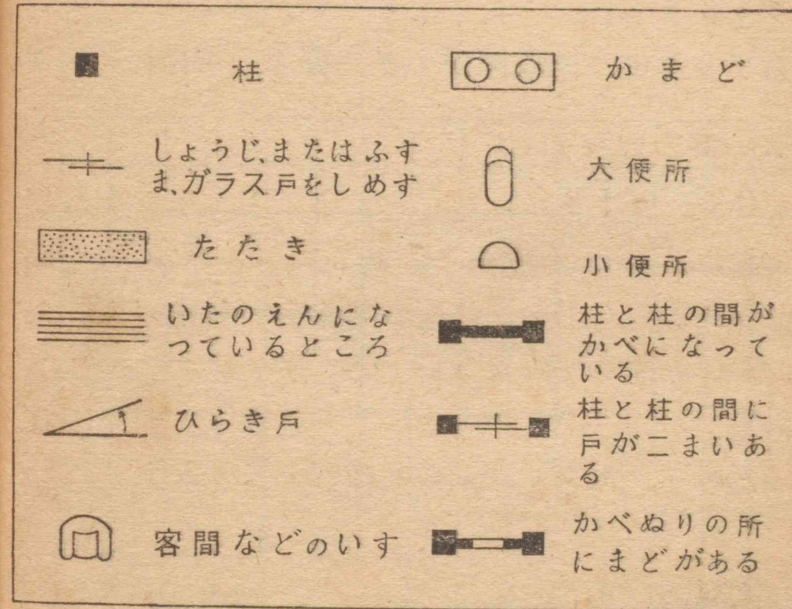 柱
しょうじ、または ふす
ま、ガラス戸をしめす
たたき
いたのえんにな
っているところ
ひらき戸
客間などのいす
かまど
大便所
小便所
柱と柱の間が
かべになって
いる
柱と柱の間に
戸が二まいあ
る
かべぬりの所
にまどがある